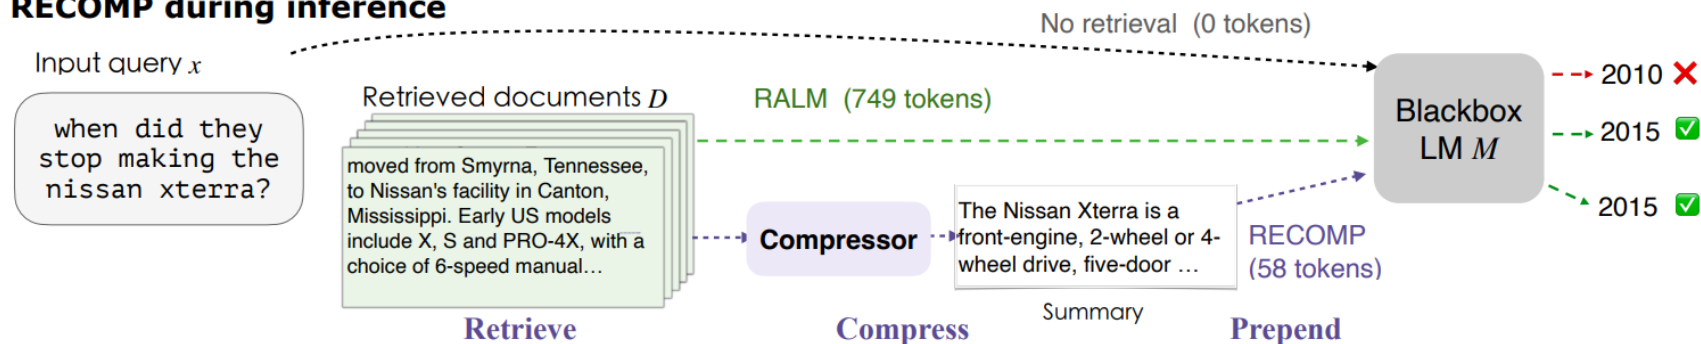 RECOMP during inference
No retrieval (0 tokens)
Input query x
when did they
stop making the
nissan xterra?
Retrieved documents D
moved from Smyrna, Tennessee,
to Nissan's facility in Canton,
Mississippi. Early US models
include X, S and PRO-4X, with a
choice of 6-speed manual…
RALM (749 tokens)
Compressor
The Nissan Xterra is a
front-engine, 2-wheel or 4-
wheel drive, five-door …
Summary
RECOMP
(58 tokens)
Blackbox
LM M
2010
2015
2015
Retrieve
Compress
Prepend